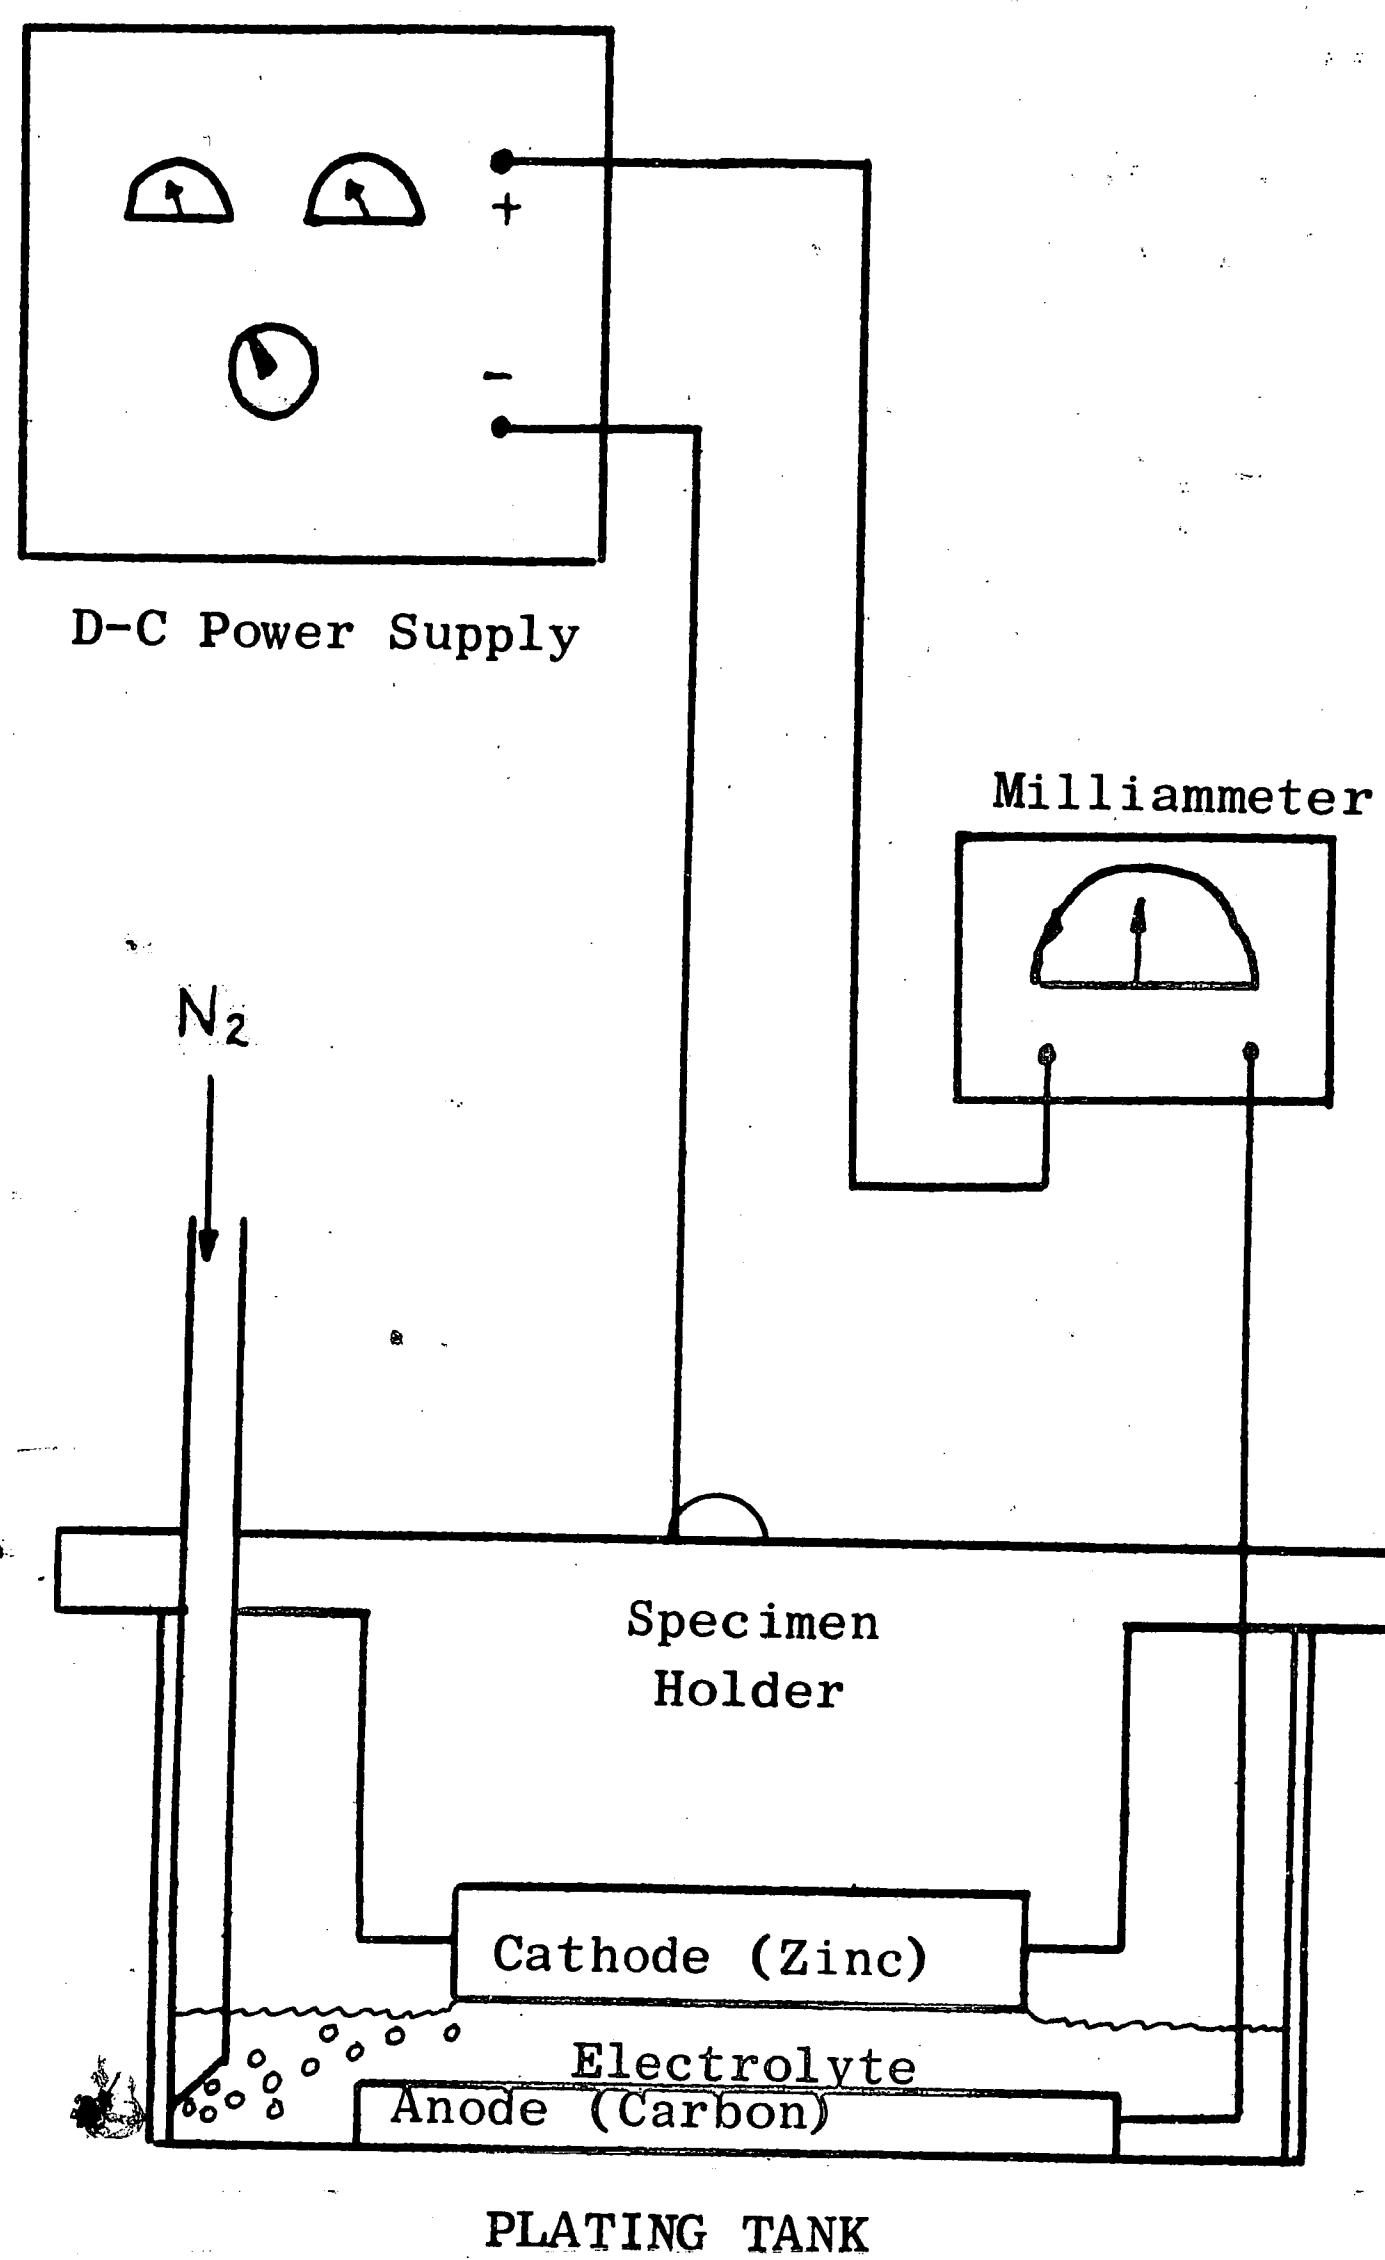 +
-
D-C Power Supply
Milliammeter
N2
Specimen
Holder
Cathode (Zinc)
Electrolyte
Anode (Carbon)
PLATING TANK